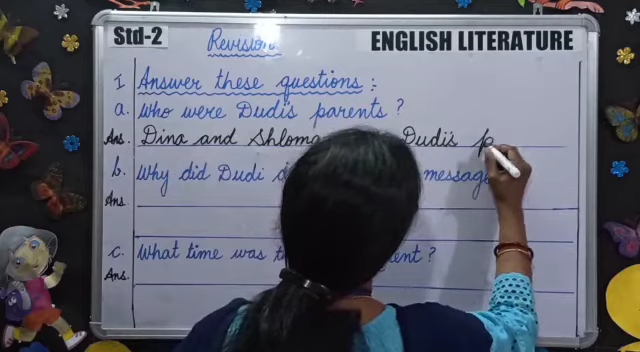 Std-2 Revision ENGLISH LITERATURE
I Answer these questions :
a. Who were Dudi's parents ?
Ans. Dina and Shloma Dudi's p
b. Why did Dudi message
Ans
c. What time was ent ?
Ans.